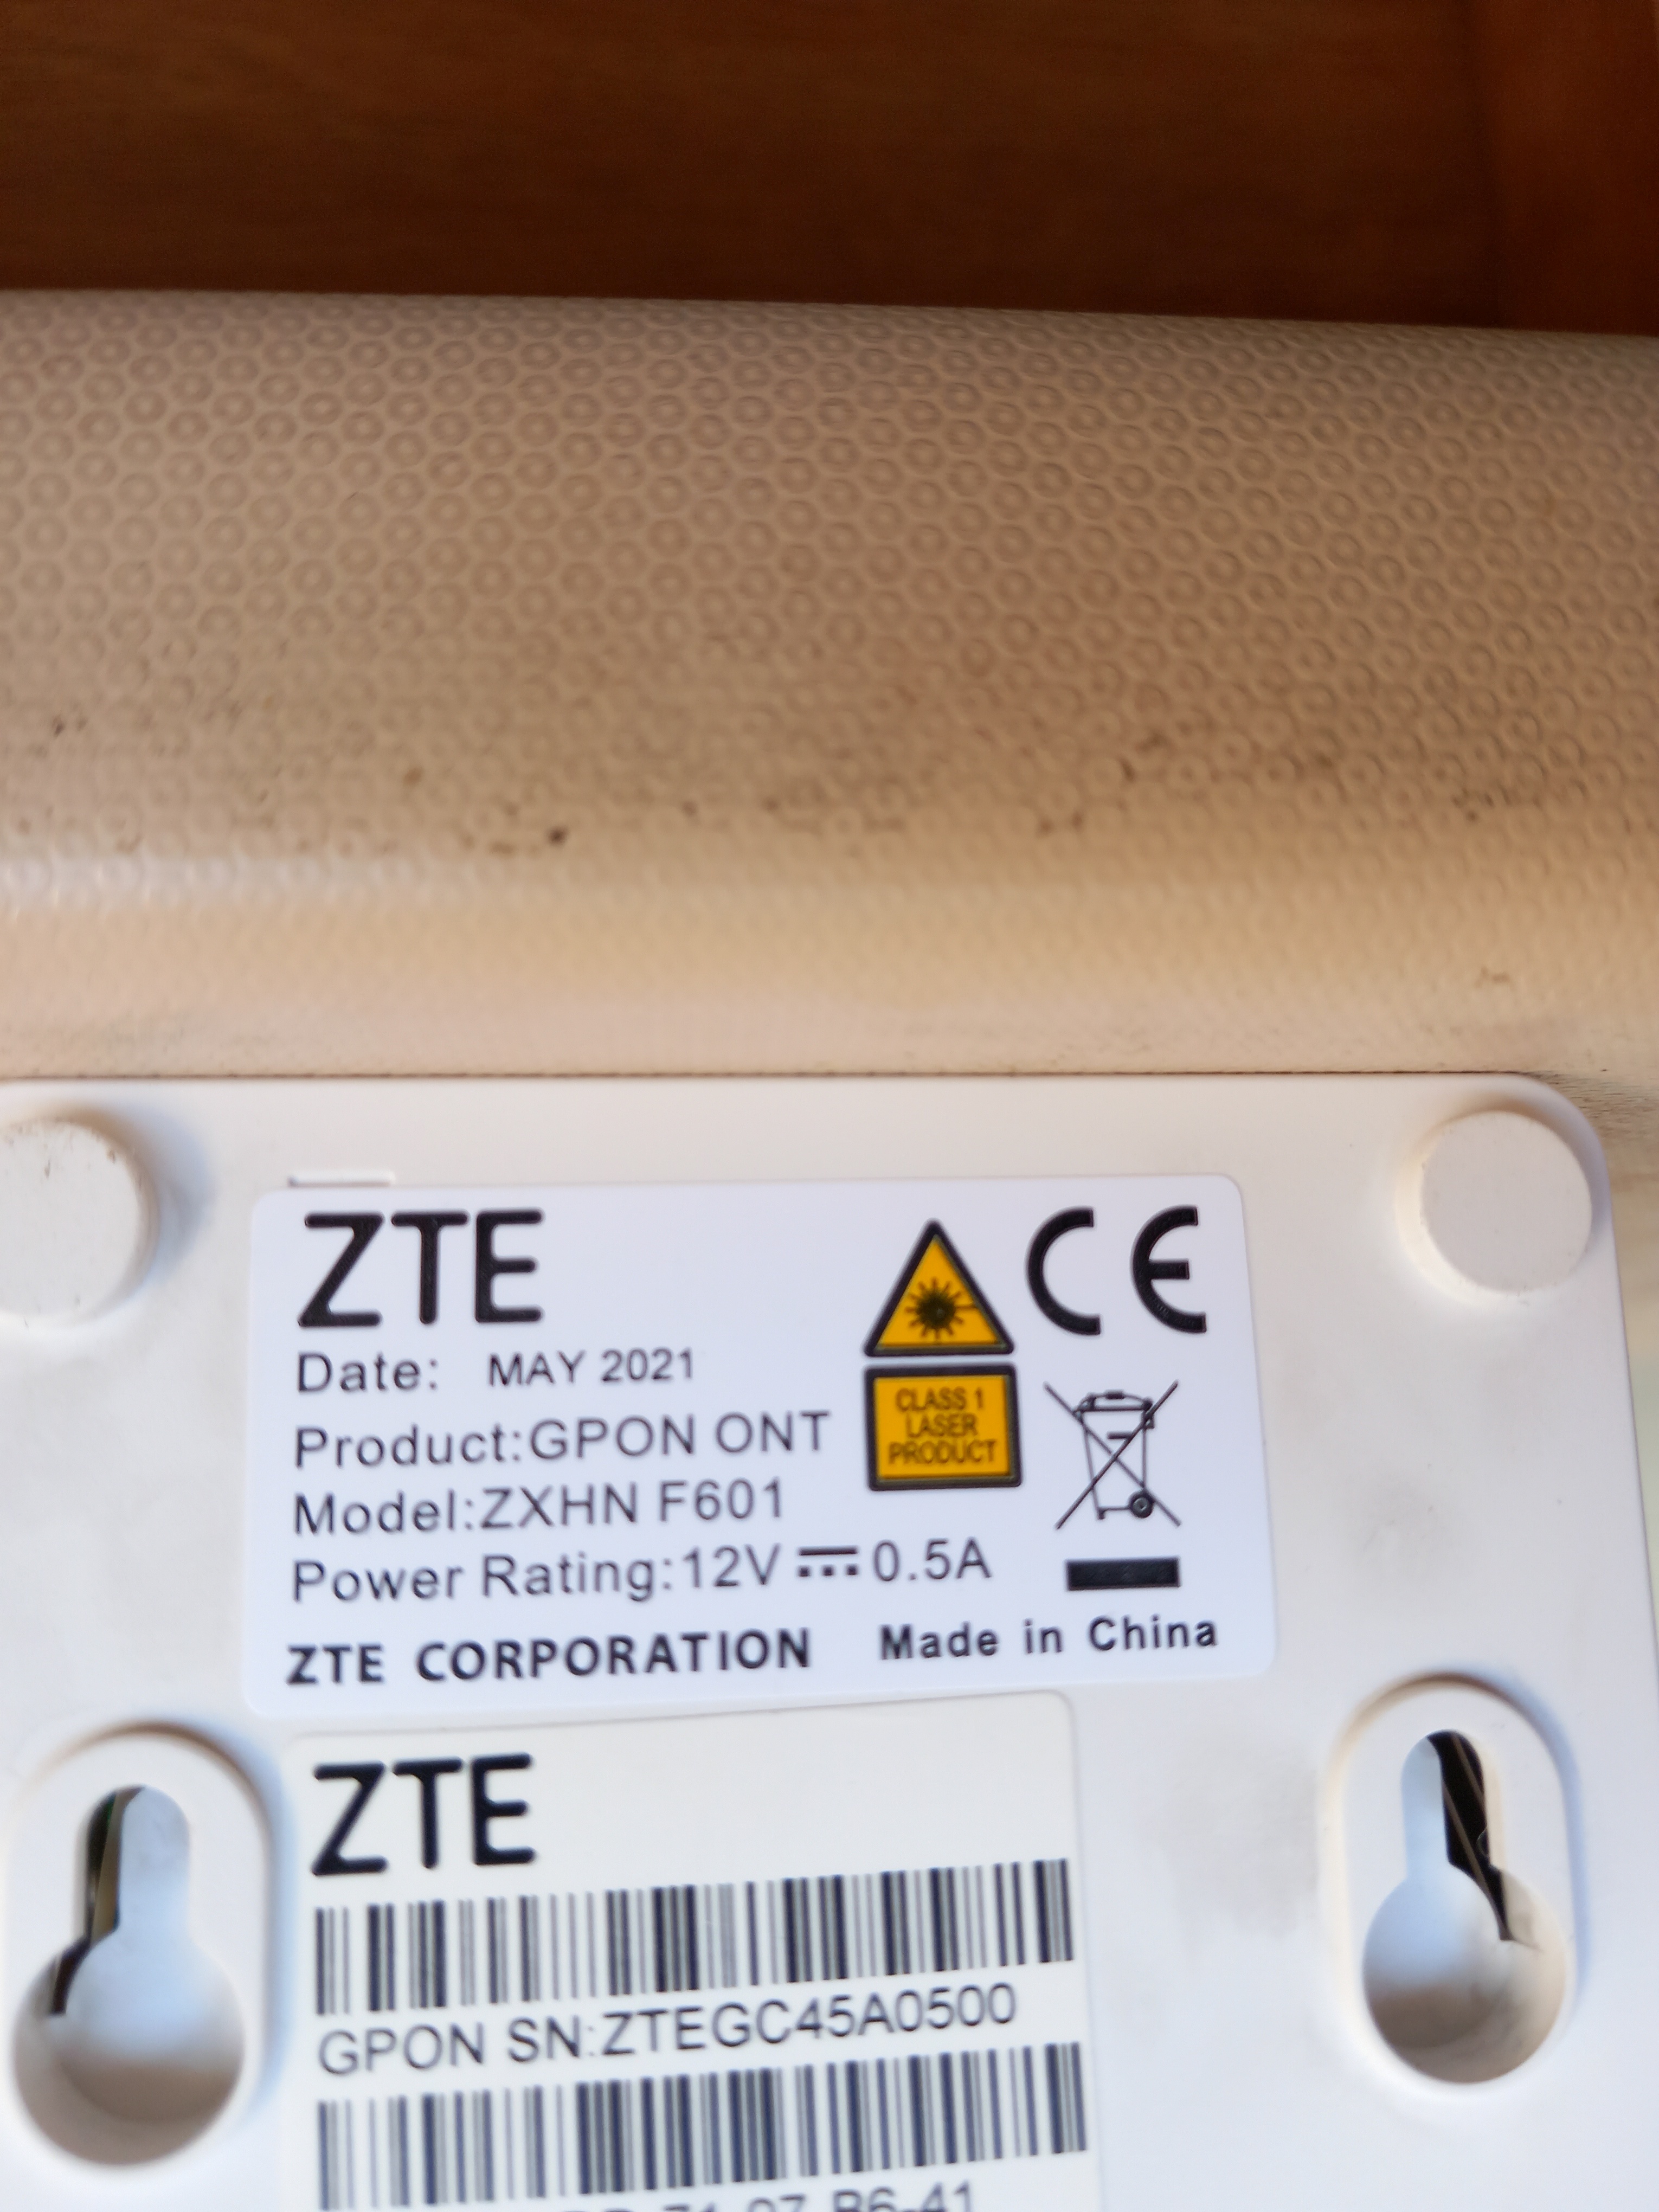 ZTE
CE
Date: MAY 2021
CLASS 1
LASER
PRODUCT
Product:GPON ONT
Model:ZXHN F601
Power Rating:12V⎓0.5A
ZTE CORPORATION Made in China
ZTE
GPON SN:ZTEGC45A0500